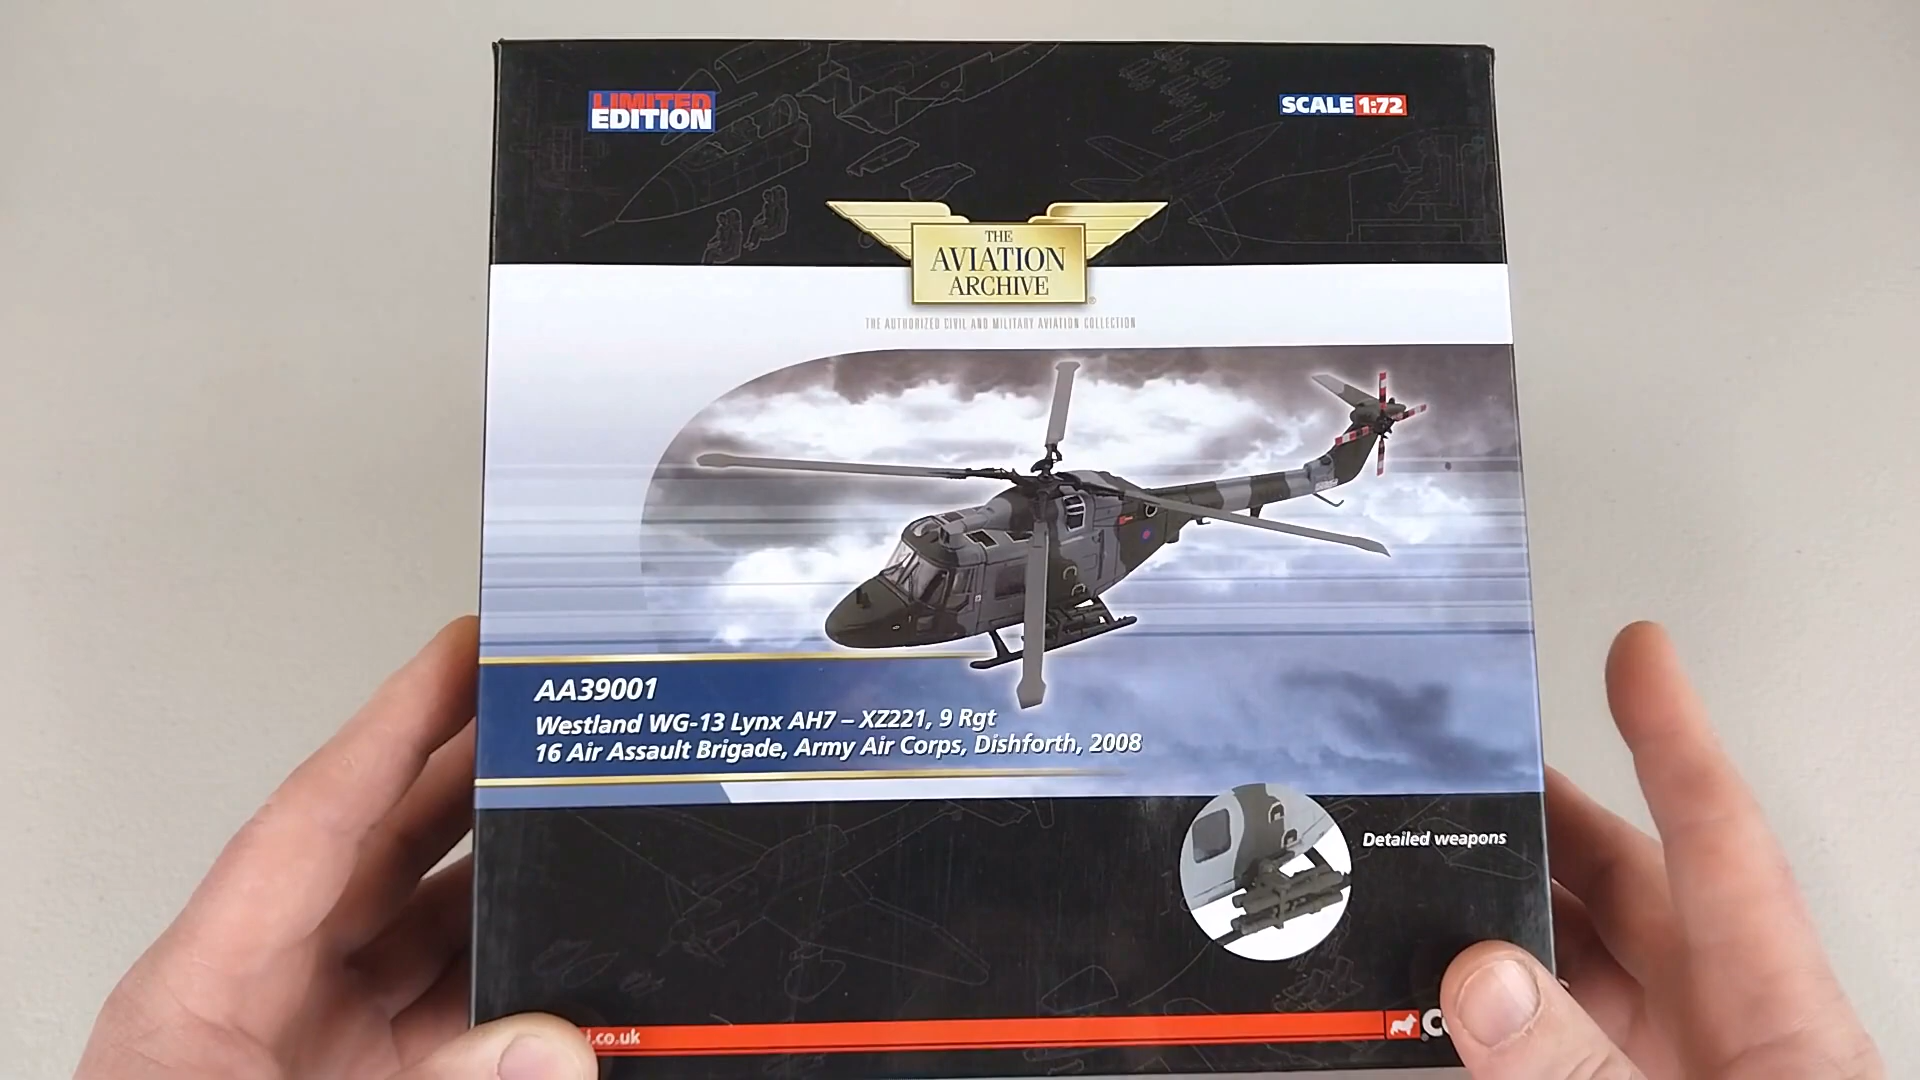 LIMITED
EDITION
SCALE 1:72
THE
AVIATION
ARCHIVE
®
THE AUTHORIZED CIVIL AND MILITARY AVIATION COLLECTION
AA39001
Westland WG-13 Lynx AH7 – XZ221, 9 Rgt
16 Air Assault Brigade, Army Air Corps, Dishforth, 2008
Detailed weapons
.co.uk